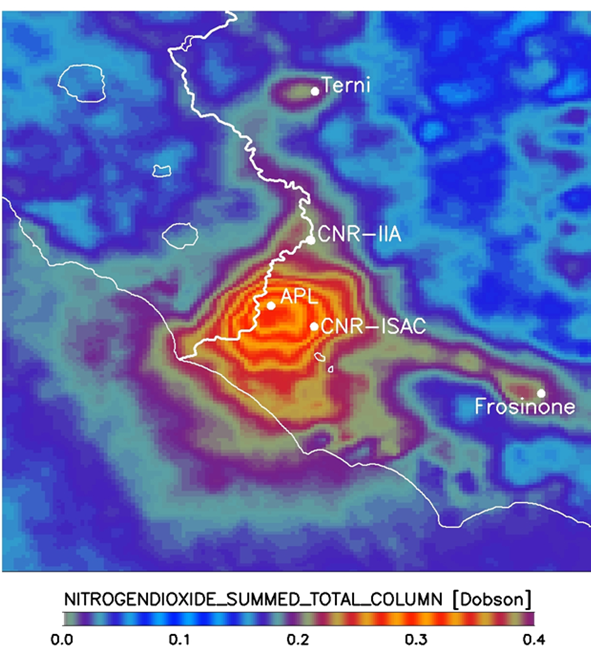 Terni
CNR-IIA
APL
CNR-ISAC
Frosinone
NITROGENDIOXIDE_SUMMED_TOTAL_COLUMN [Dobson]
0.0 0.1 0.2 0.3 0.4